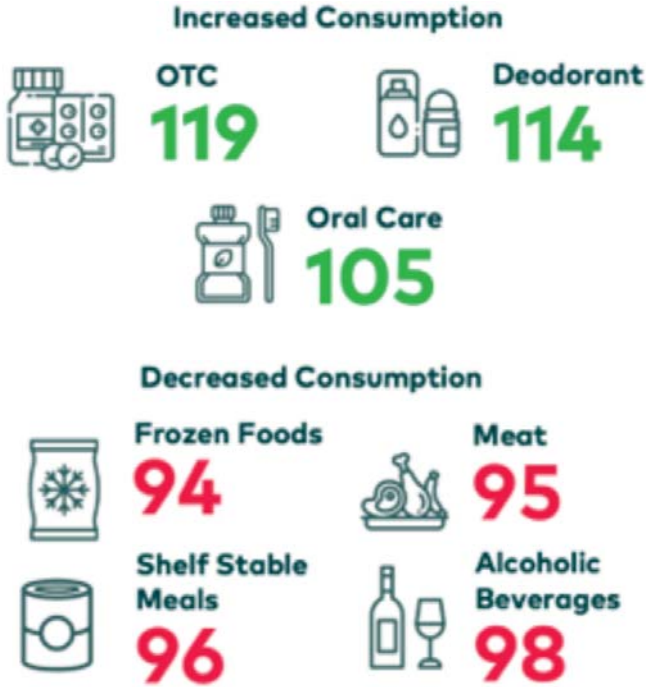 Increased Consumption
OTC
119
Deodorant
114
Oral Care
105
Decreased Consumption
Frozen Foods
94
Meat
95
Shelf Stable
Meals
96
Alcoholic
Beverages
98